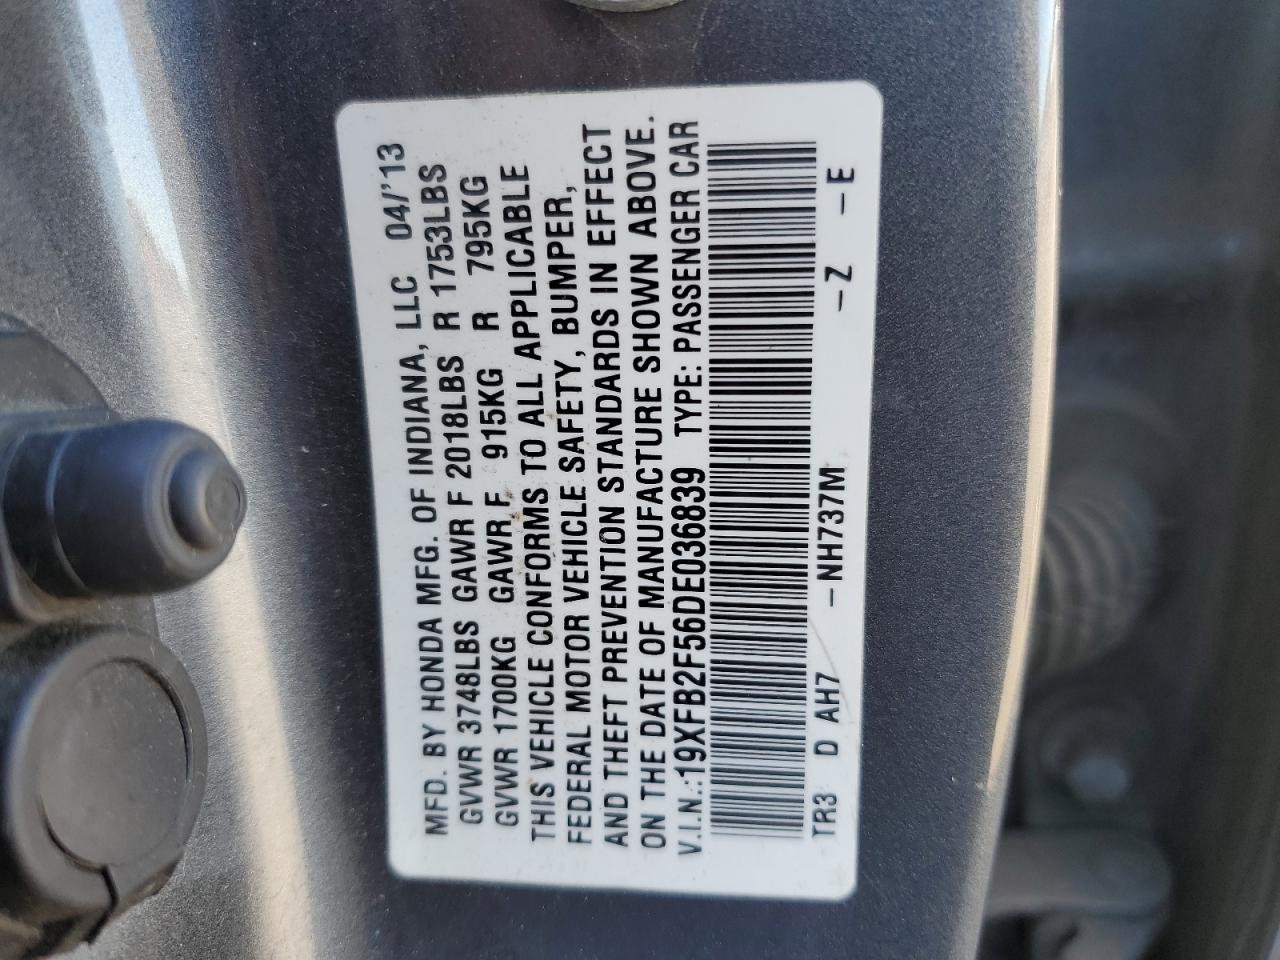 MFD. BY HONDA MFG. OF INDIANA, LLC 04/'13
GVWR 3748LBS GAWR F 2018LBS R 1753LBS
GVWR 1700KG GAWR F 915KG R 795KG
THIS VEHICLE CONFORMS TO ALL APPLICABLE
FEDERAL MOTOR VEHICLE SAFETY, BUMPER,
AND THEFT PREVENTION STANDARDS IN EFFECT
ON THE DATE OF MANUFACTURE SHOWN ABOVE.
V.I.N.:19XFB2F56DE036839 TYPE: PASSENGER CAR
TR3 D AH7 –NH737M –Z –E